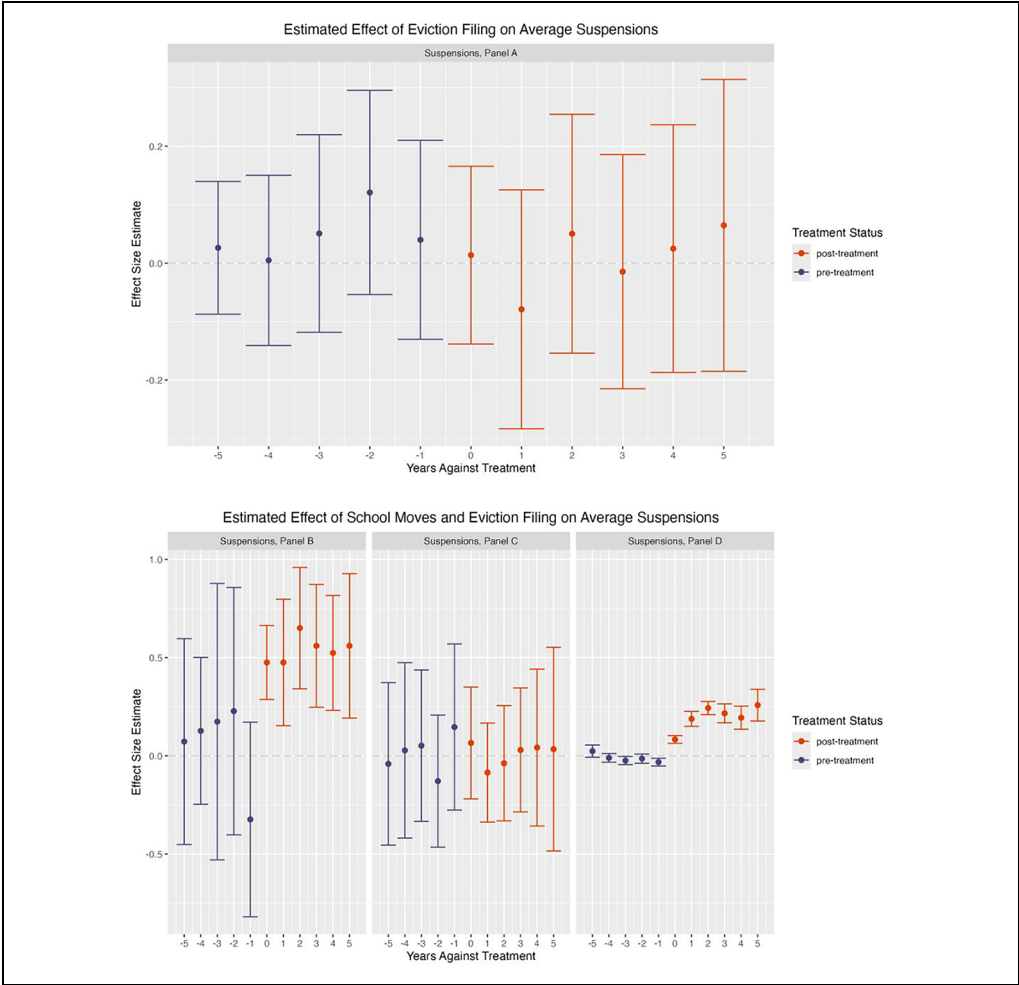 Estimated Effect of Eviction Filing on Average Suspensions
Suspensions, Panel A
Effect Size Estimate
0.2
0.0
-0.2
-5 -4 -3 -2 -1 0 1 2 3 4 5
Years Against Treatment
Treatment Status
post-treatment
pre-treatment
Estimated Effect of School Moves and Eviction Filing on Average Suspensions
Suspensions, Panel B Suspensions, Panel C Suspensions, Panel D
Effect Size Estimate
1.0
0.5
0.0
-0.5
-5 -4 -3 -2 -1 0 1 2 3 4 5 -5 -4 -3 -2 -1 0 1 2 3 4 5 -5 -4 -3 -2 -1 0 1 2 3 4 5
Years Against Treatment
Treatment Status
post-treatment
pre-treatment